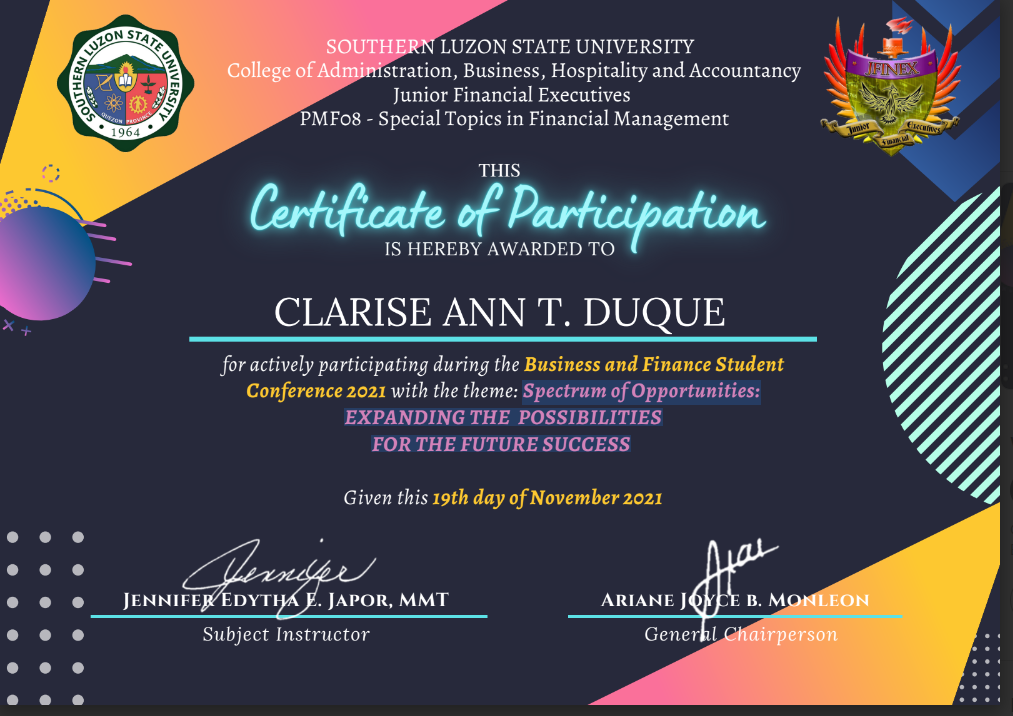 SOUTHERN LUZON STATE UNIVERSITY
College of Administration, Business, Hospitality and Accountancy
Junior Financial Executives
PMF08 - Special Topics in Financial Management
SOUTHERN LUZON STATE UNIVERSITY
QUEZON PROVINCE
1964
JFINEX
Junior Financial Executives
THIS
Certificate of Participation
IS HEREBY AWARDED TO
CLARISE ANN T. DUQUE
for actively participating during the Business and Finance Student
Conference 2021 with the theme: Spectrum of Opportunities:
EXPANDING THE POSSIBILITIES
FOR THE FUTURE SUCCESS
Given this 19th day of November 2021
Jennifer
JENNIFER EDYTHA E. JAPOR, MMT
Subject Instructor
ARIANE JOYCE B. MONLEON
General Chairperson